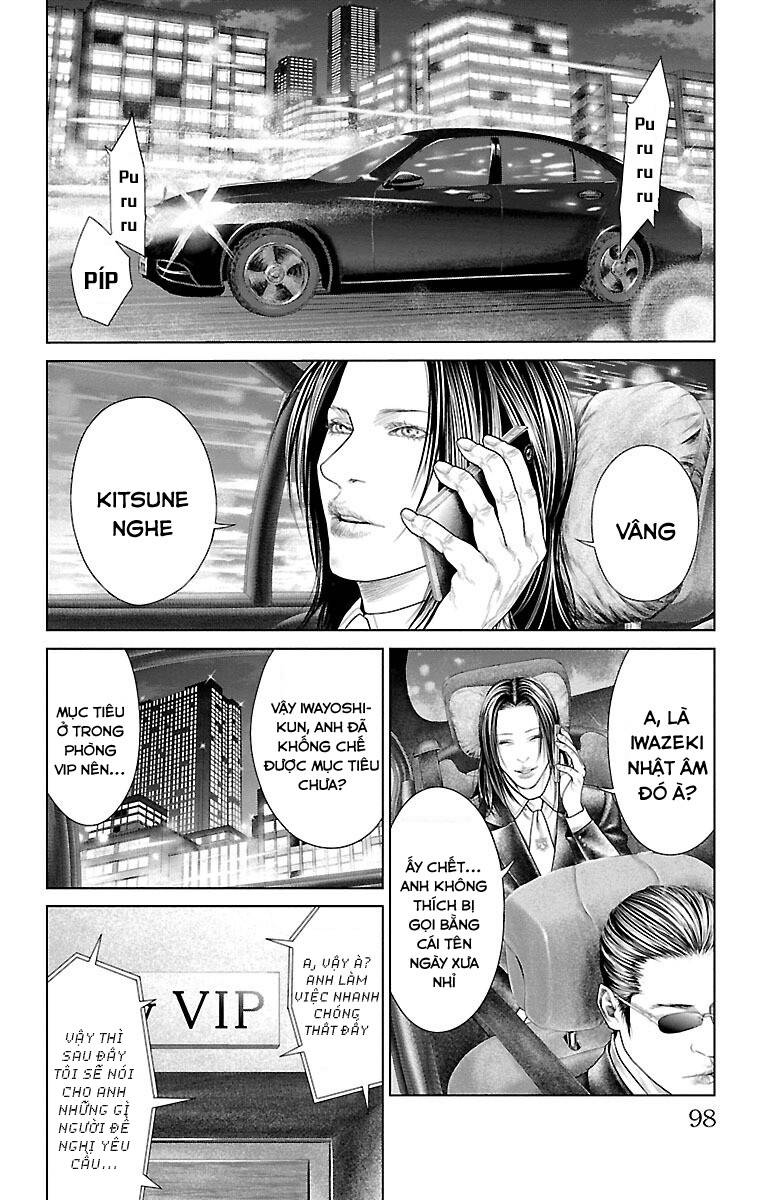 Pu
ru
ru
ru
Pu
ru
ru
PÍP
VÂNG
KITSUNE
NGHE
A, LÀ
IWAZEKI
NHẬT ÂM
ĐÓ À?
ẤY CHẾT...
ANH KHÔNG
THÍCH BỊ
GỌI BẰNG
CÁI TÊN
NGÀY XƯA
NHỈ
VẬY IWAYOSHI-
KUN, ANH ĐÃ
KHỐNG CHẾ
ĐƯỢC MỤC TIÊU
CHƯA?
MỤC TIÊU
Ở TRONG
PHÒNG
VIP NÊN...
VIP
A, VẬY À?
ANH LÀM
VIỆC NHANH
CHÓNG
THẬT ĐẤY
VẬY THÌ
SAU ĐÂY
TÔI SẼ NÓI
CHO ANH
NHỮNG GÌ
NGƯỜI ĐỀ
NGHỊ YÊU
CẦU...
98